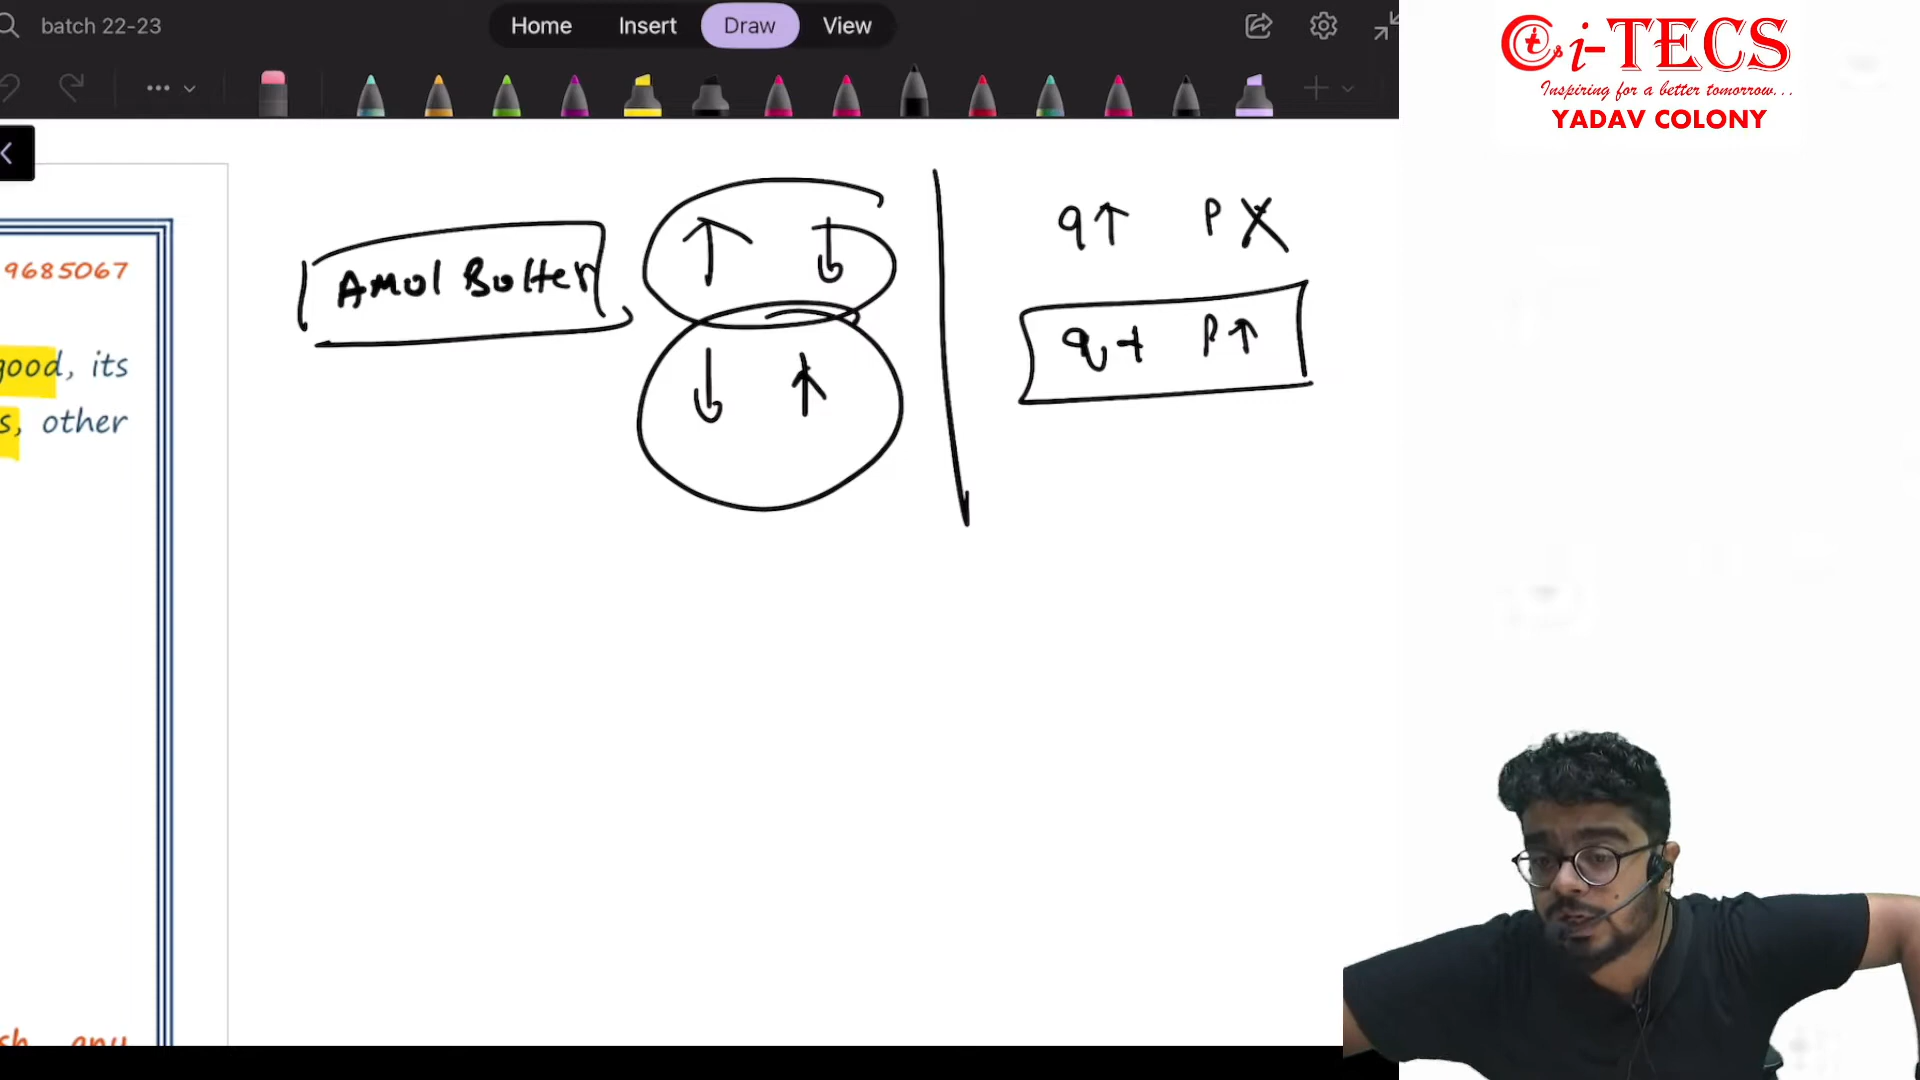 batch 22-23
Home Insert Draw View
i-TECS
Inspiring for a better tomorrow...
YADAV COLONY
9685067
good, its
s, other
Amol Butter ↑ ↓
↓ ↑
q↑ P X
q P↑
any